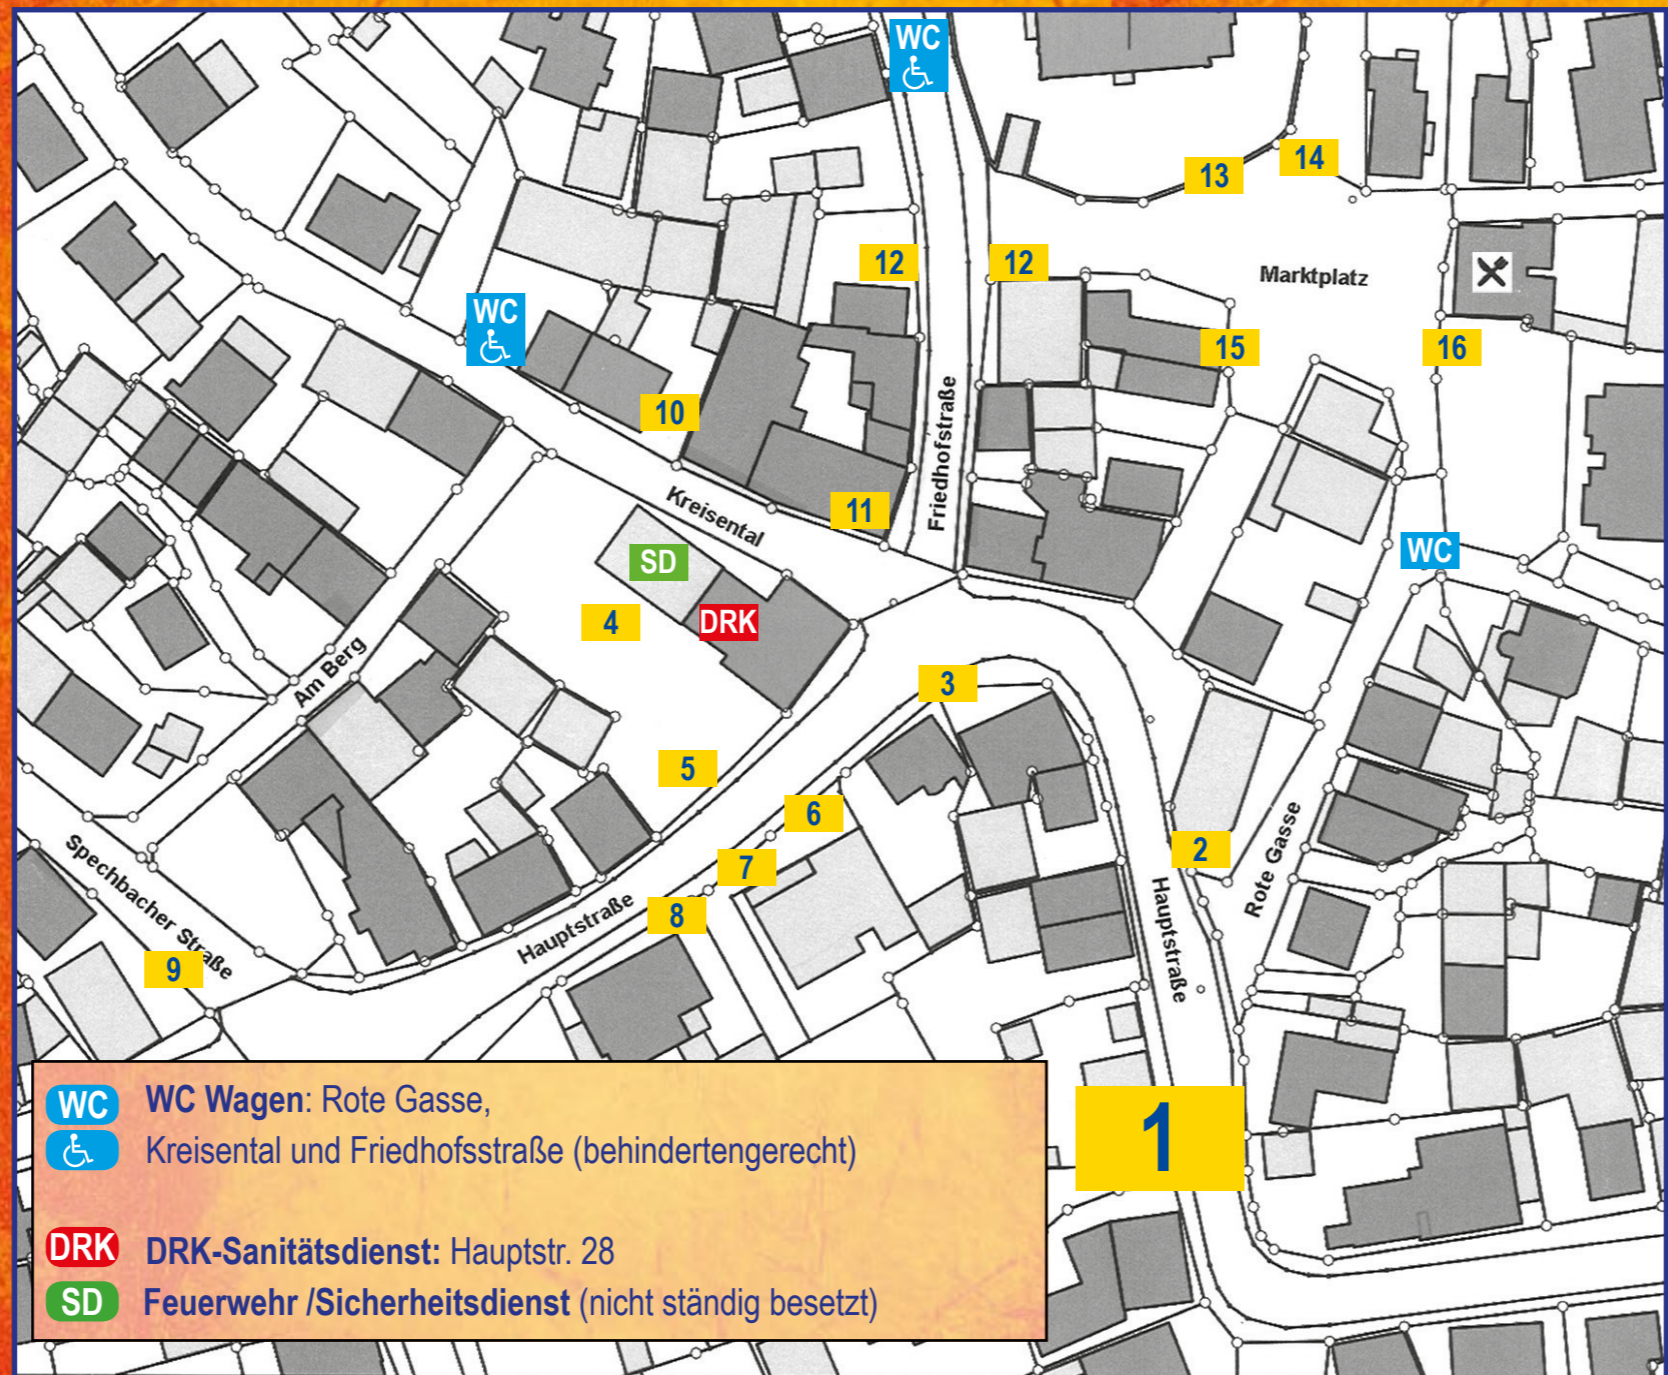 WC
14
13
12
12
Marktplatz
WC
15
16
10
Friedhofstraße
Kreisental
11
SD
WC
4
DRK
Am Berg
3
5
6
2
Rote Gasse
7
Spechbacher Straße
8
Hauptstraße
Hauptstraße
9
1
WC WC Wagen: Rote Gasse,
Kreisental und Friedhofsstraße (behindertengerecht)
DRK DRK-Sanitätsdienst: Hauptstr. 28
SD Feuerwehr /Sicherheitsdienst (nicht ständig besetzt)